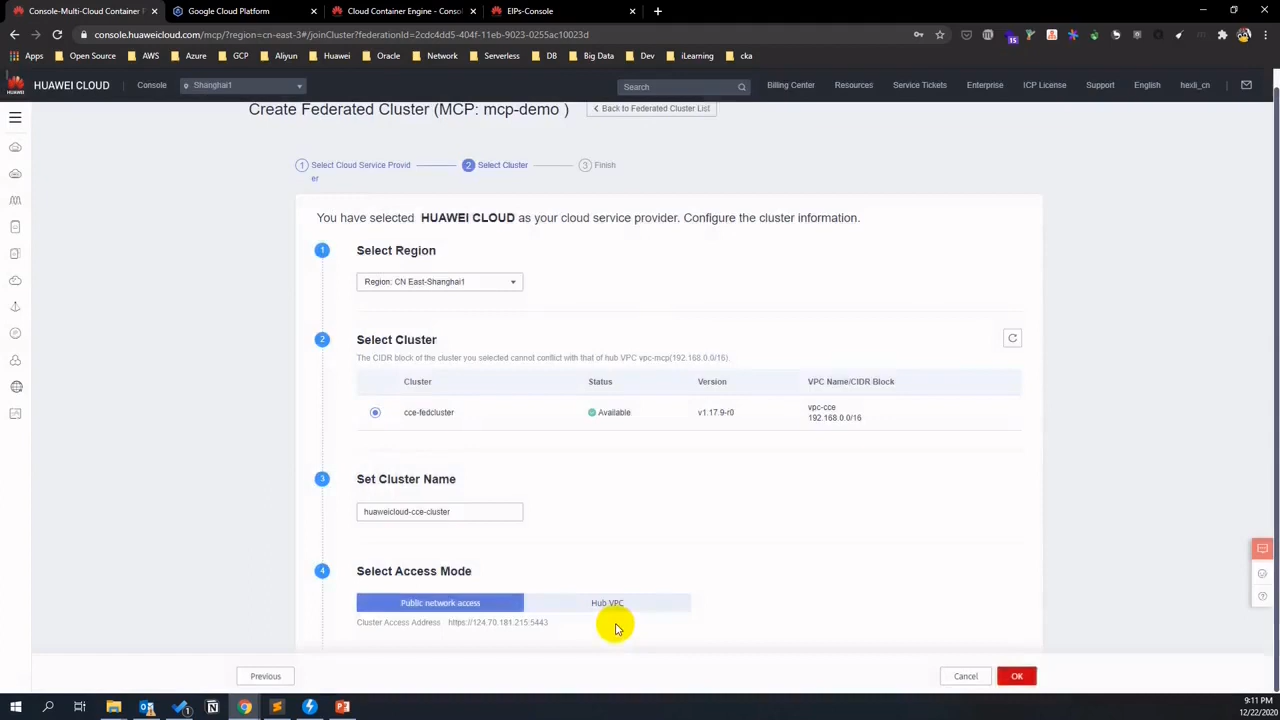 Console-Multi-Cloud Container F
Google Cloud Platform
Cloud Container Engine - Consol
EIPs-Console
console.huaweicloud.com/mcp/?region=cn-east-3#/joinCluster?federationId=2cdc4dd5-404f-11eb-9023-0255ac10023d
15
Apps
Open Source
AWS
Azure
GCP
Aliyun
Huawei
Oracle
Network
Serverless
DB
Big Data
Dev
iLearning
cka
HUAWEI CLOUD
Console
Shanghai1
Search
Billing Center
Resources
Service Tickets
Enterprise
ICP License
Support
English
hexli_cn
Create Federated Cluster (MCP: mcp-demo )
Back to Federated Cluster List
1 Select Cloud Service Provid
er
2 Select Cluster
3 Finish
You have selected HUAWEI CLOUD as your cloud service provider. Configure the cluster information.
1 Select Region
Region: CN East-Shanghai1
2 Select Cluster
The CIDR block of the cluster you selected cannot conflict with that of hub VPC vpc-mcp(192.168.0.0/16).
Cluster Status Version VPC Name/CIDR Block
cce-fedcluster Available v1.17.9-r0 vpc-cce
192.168.0.0/16
3 Set Cluster Name
huaweicloud-cce-cluster
4 Select Access Mode
Public network access
Hub VPC
Cluster Access Address https://124.70.181.215:5443
Previous
Cancel
OK
9:11 PM
12/22/2020